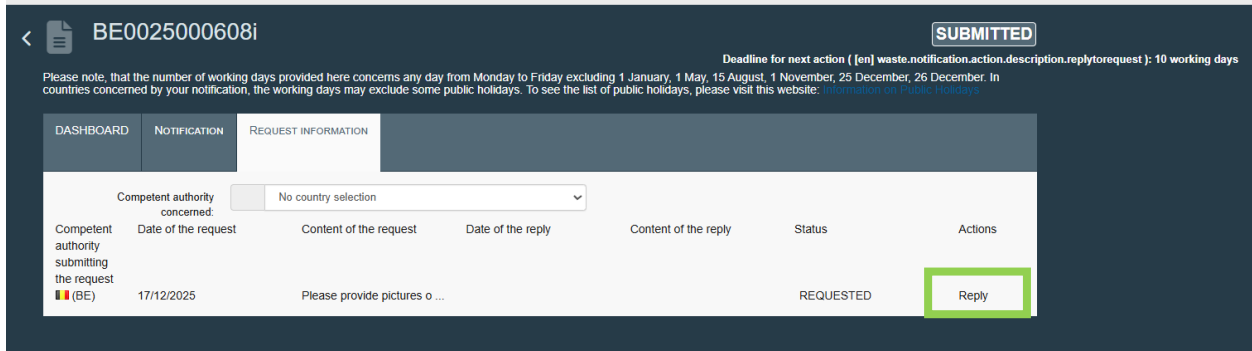 BE0025000608i
SUBMITTED
Deadline for next action ( [en] waste.notification.action.description.replytorequest ): 10 working days
Please note, that the number of working days provided here concerns any day from Monday to Friday excluding 1 January, 1 May, 15 August, 1 November, 25 December, 26 December. In
countries concerned by your notification, the working days may exclude some public holidays. To see the list of public holidays, please visit this website: Information on Public Holidays
DASHBOARD NOTIFICATION REQUEST INFORMATION
Competent authority
concerned:
No country selection
Competent
authority
submitting
the request
Date of the request
Content of the request
Date of the reply
Content of the reply
Status
Actions
(BE) 17/12/2025 Please provide pictures o ... REQUESTED Reply